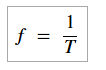 f = 1/T